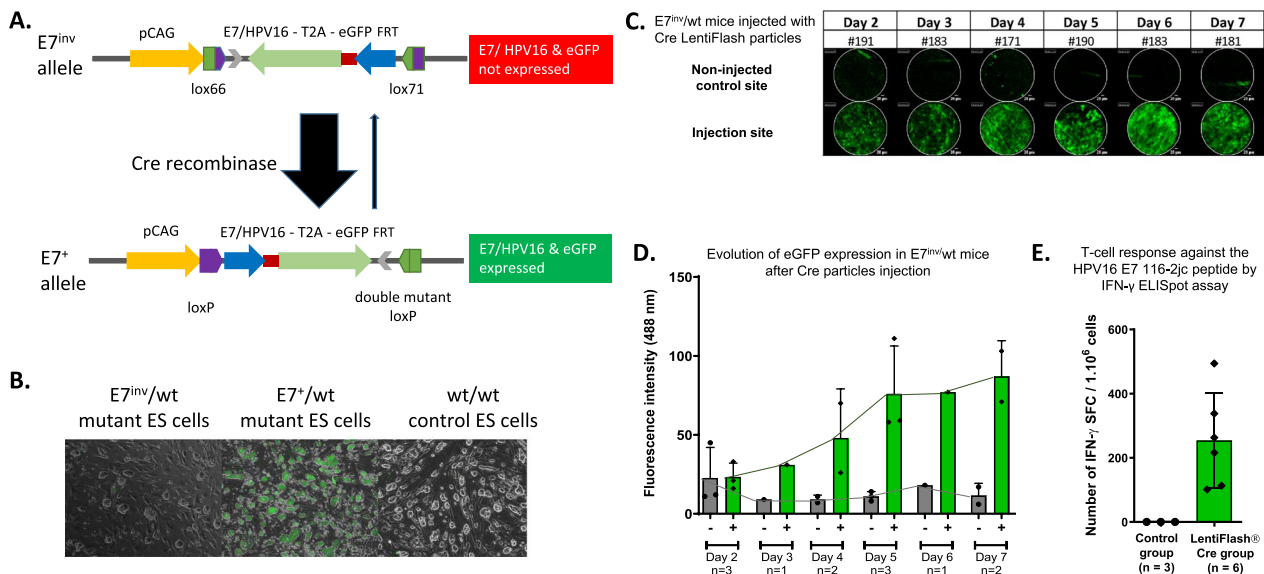 A.
E7inv
allele
pCAG
E7/HPV16 - T2A - eGFP FRT
lox66
lox71
E7/ HPV16 & eGFP
not expressed
Cre recombinase
E7+
allele
pCAG
E7/HPV16 - T2A - eGFP FRT
loxP
double mutant
loxP
E7/HPV16 & eGFP
expressed
B.
E7inv/wt
mutant ES cells
E7+/wt
mutant ES cells
wt/wt
control ES cells
C.
E7inv/wt mice injected with
Cre LentiFlash particles
Day 2 Day 3 Day 4 Day 5 Day 6 Day 7
#191 #183 #171 #190 #183 #181
Non-injected
control site
Injection site
D.
Evolution of eGFP expression in E7inv/wt mice
after Cre particles injection
Fluorescence intensity (488 nm)
150
100
50
0
- + - + - + - + - + - +
Day 2 Day 3 Day 4 Day 5 Day 6 Day 7
n=3 n=1 n=2 n=3 n=1 n=2
E.
T-cell response against the
HPV16 E7 116-2jc peptide by
IFN-γ ELISpot assay
Number of IFN-γ SFC / 1.10⁶ cells
600
400
200
0
Control
group
(n = 3)
LentiFlash®
Cre group
(n = 6)